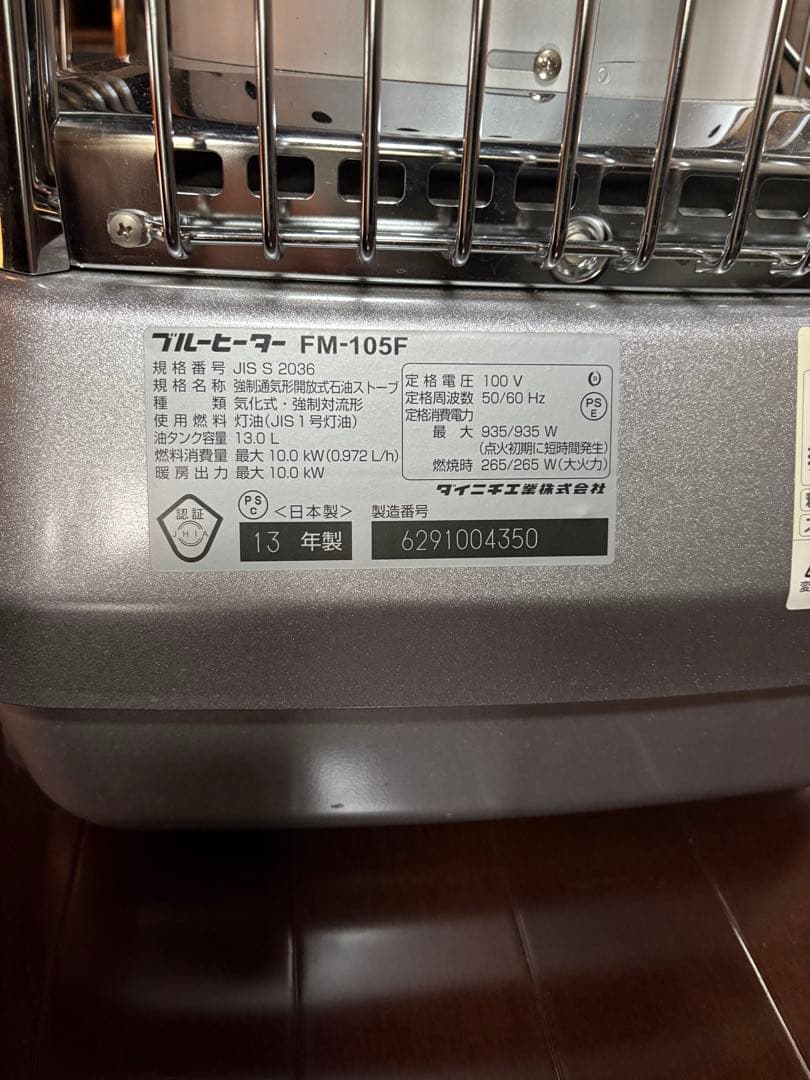 ブルーヒーター FM-105F
規格番号 JIS S 2036
規格名称 強制通気形開放式石油ストーブ
種類 気化式・強制対流形
使用燃料 灯油(JIS1号灯油)
油タンク容量 13.0 L
燃料消費量 最大 10.0 kW(0.972 L/h)
暖房出力 最大 10.0 kW
定格電圧 100 V
定格周波数 50/60 Hz
定格消費電力
最大 935/935 W
(点火初期に短時間発生)
燃焼時 265/265 W(大火力)
PS
E
ダイニチ工業株式会社
認証
JHIA
PS
C
<日本製>
製造番号
13 年製
6291004350
変